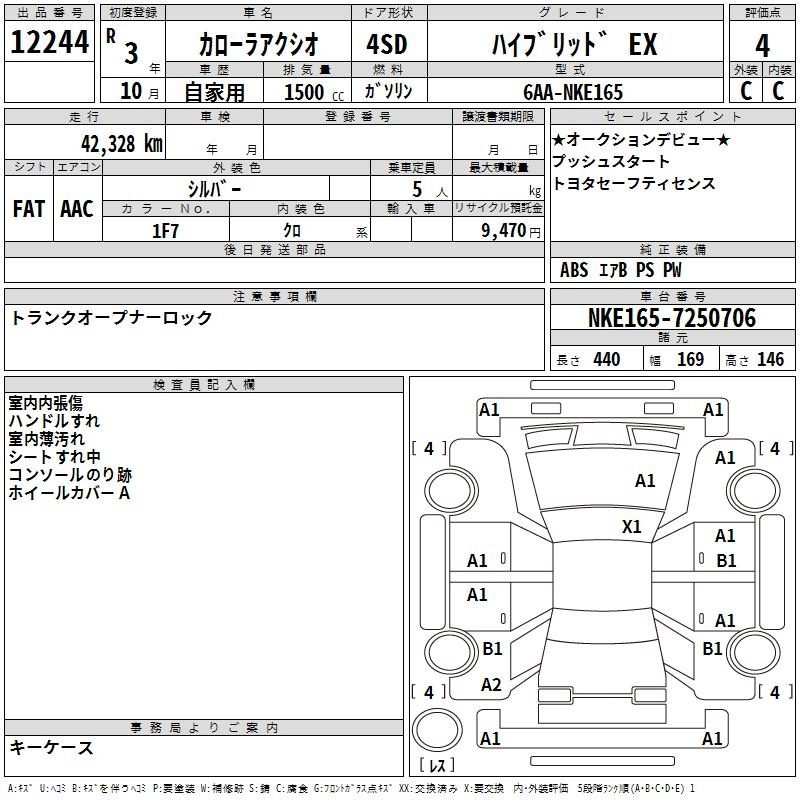 出品番号 初度登録 車名 ドア形状 グレード 評価点
12244 R 3 年 カローラアクシオ 4SD ハイブリッド EX 4
車歴 排気量 燃料 型式 外装 内装
10 月 自家用 1500 CC ガソリン 6AA-NKE165 C C
走行 車検 登録番号 譲渡書類期限
42,328 km 年 月 月 日
シフト エアコン 外装色 乗車定員 最大積載量
FAT AAC シルバー 5 人 kg
カラーNo. 内装色 輸入車 リサイクル預託金
1F7 クロ 系 9,470 円
後日発送部品
セールスポイント
★オークションデビュー★
プッシュスタート
トヨタセーフティセンス
純正装備
ABS エアB PS PW
注意事項欄
トランクオープナーロック
車台番号
NKE165-7250706
諸元
長さ 440 幅 169 高さ 146
検査員記入欄
室内内張傷
ハンドルすれ
室内薄汚れ
シートすれ中
コンソールのり跡
ホイールカバーA
事務局よりご案内
キーケース
A1 A1
[ 4 ] [ 4 ]
A1
A1
X1
A1
A1 B1
A1
A1
B1 B1
A2
[ 4 ] [ 4 ]
A1 A1
[ レス ]
A:キズ U:ヘコミ B:キズを伴うヘコミ P:要塗装 W:補修跡 S:錆 C:腐食 G:フロントガラス点キズ XX:交換済み X:要交換 内・外装評価 5段階ランク順(A・B・C・D・E) 1